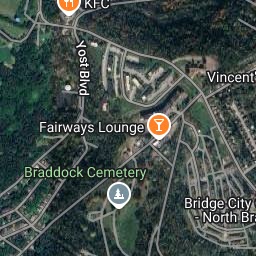 KFC
Yost Blvd
Vincent'
Fairways Lounge
Braddock Cemetery
Bridge City
- North Bra